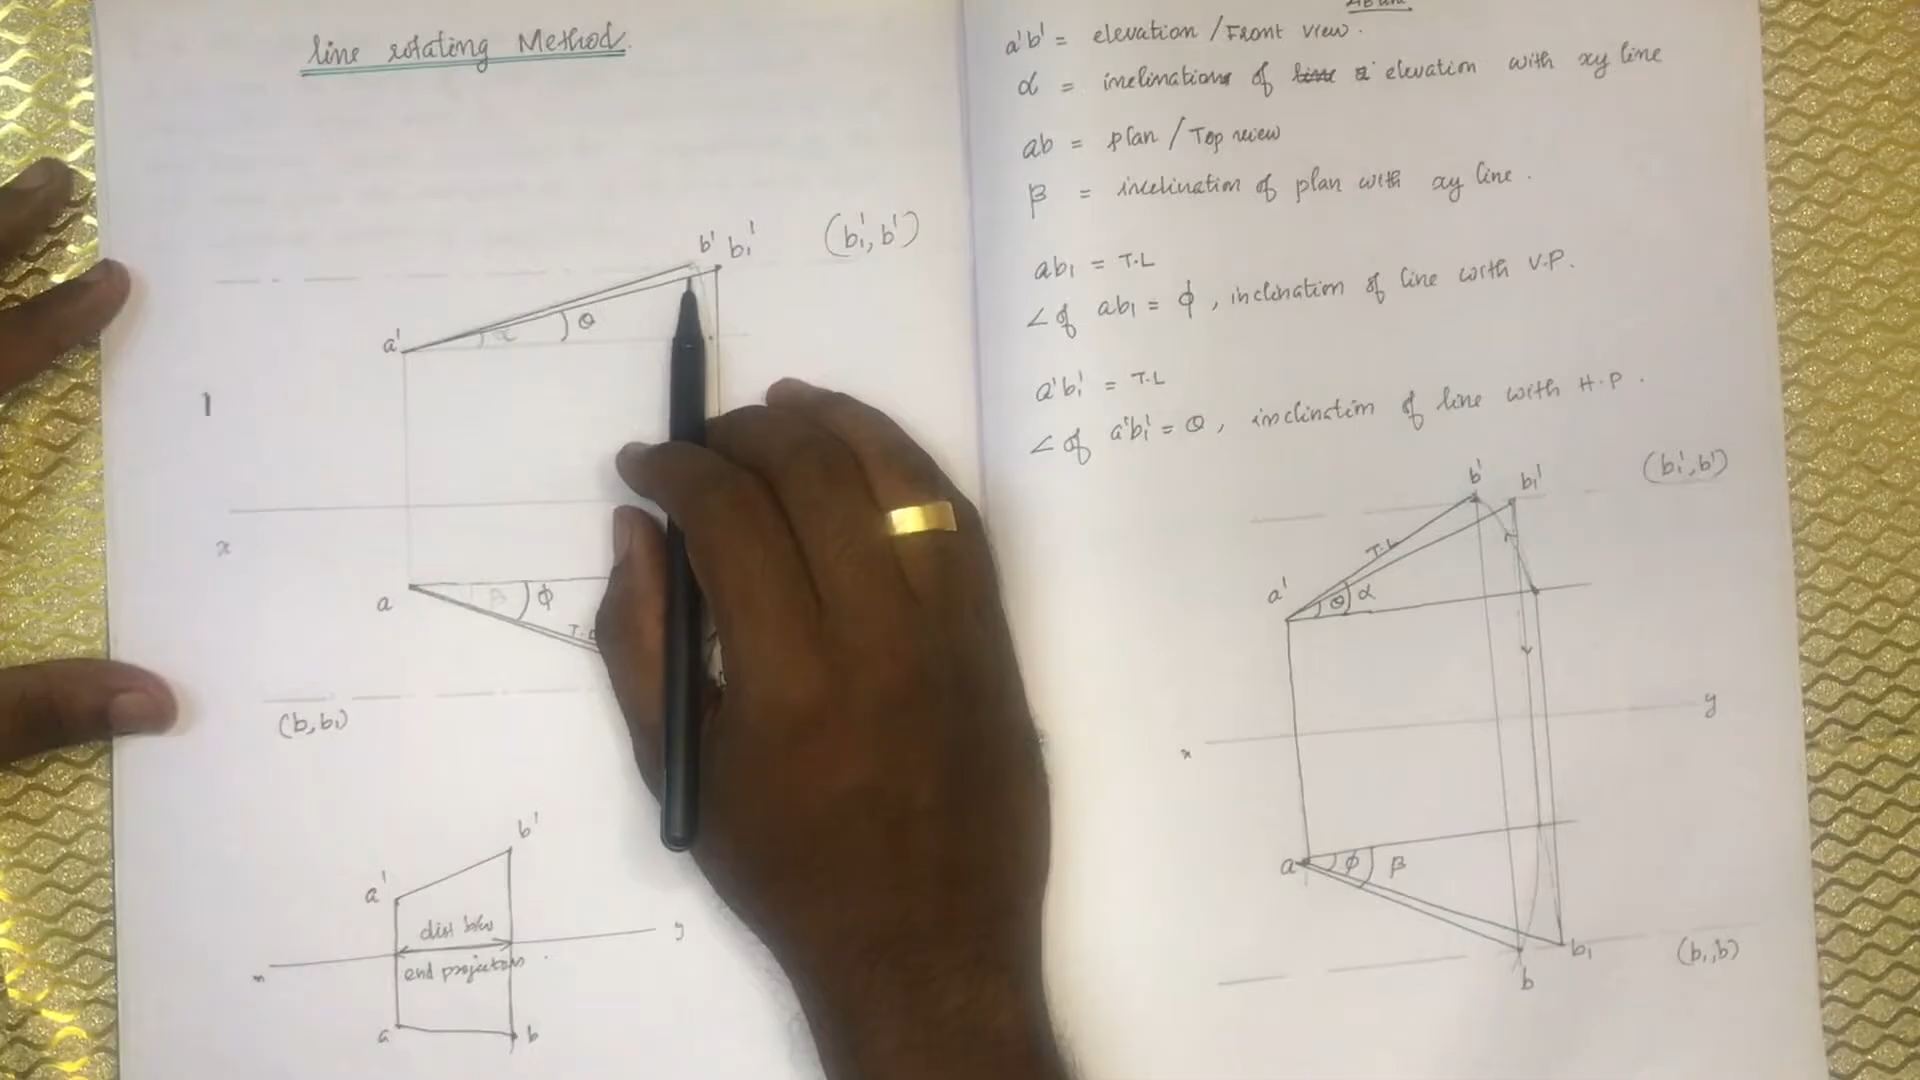 line rotating Method.
b' b₁' (b₁', b')
a' α θ
1
x
a β ϕ
T.L
(b, b₁)
b'
a'
dist b/w
y
x end projectors.
a b
a'b' = elevation / Front view.
α = inclinations of elevation with xy line
ab = plan / Top view
β = inclination of plan with xy line.
ab₁ = T.L
∠ of ab₁ = ϕ, inclination of line with V.P.
a'b₁' = T.L
∠ of a'b₁' = θ, inclinction of line with H.P.
b' b₁' (b₁', b')
T.L
a' θ α
x y
a ϕ β
b₁ (b₁, b)
b